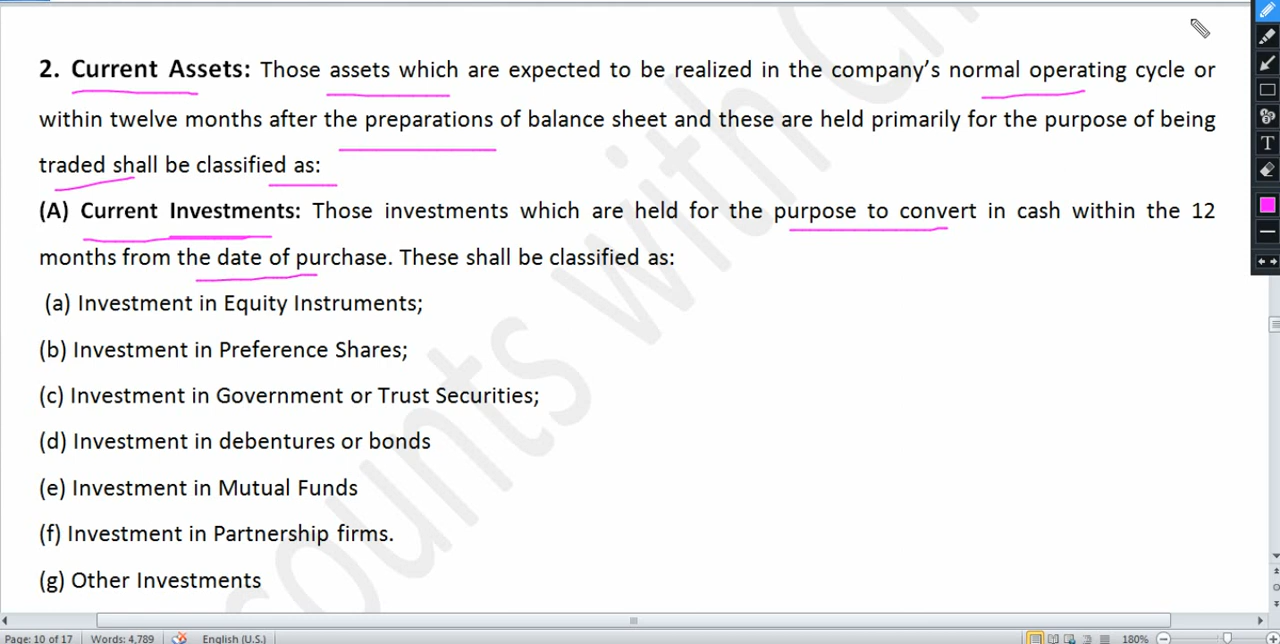 2. Current Assets: Those assets which are expected to be realized in the company's normal operating cycle or
within twelve months after the preparations of balance sheet and these are held primarily for the purpose of being
traded shall be classified as:
(A) Current Investments: Those investments which are held for the purpose to convert in cash within the 12
months from the date of purchase. These shall be classified as:
(a) Investment in Equity Instruments;
(b) Investment in Preference Shares;
(c) Investment in Government or Trust Securities;
(d) Investment in debentures or bonds
(e) Investment in Mutual Funds
(f) Investment in Partnership firms.
(g) Other Investments
Page: 10 of 17 Words: 4,789 English (U.S.) 180%